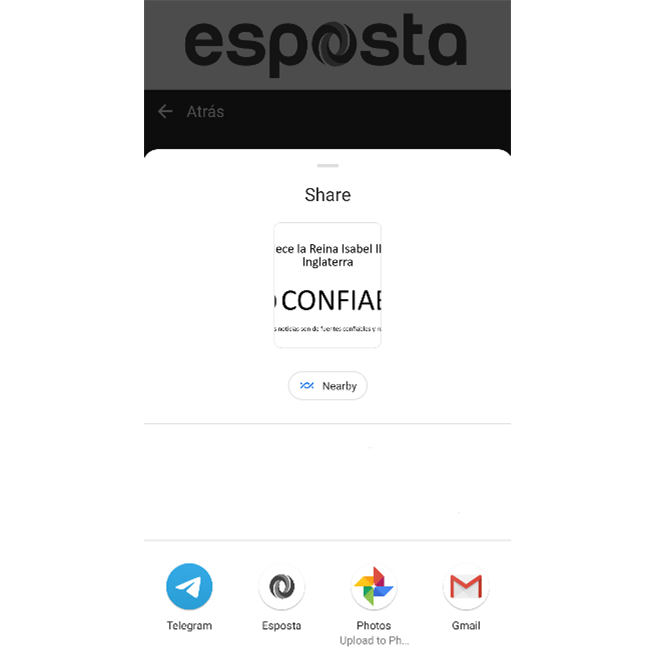 esposta
Atrás
Share
ece la Reina Isabel II
Inglaterra
CONFIAB
s noticias son de fuentes confiables y r
Nearby
Telegram
Esposta
Photos
Upload to Ph...
Gmail